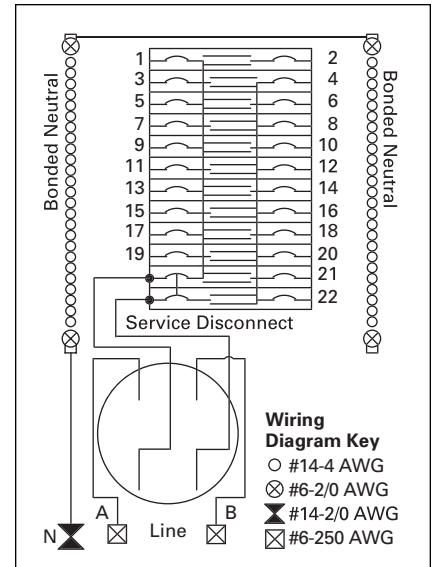 Bonded Neutral
1 2
3 4
5 6
7 8
9 10
11 12
13 14
15 16
17 18
19 20
21
22
Bonded Neutral
Service Disconnect
Wiring
Diagram Key
#14-4 AWG
#6-2/0 AWG
#14-2/0 AWG
#6-250 AWG
A
Line
B
N